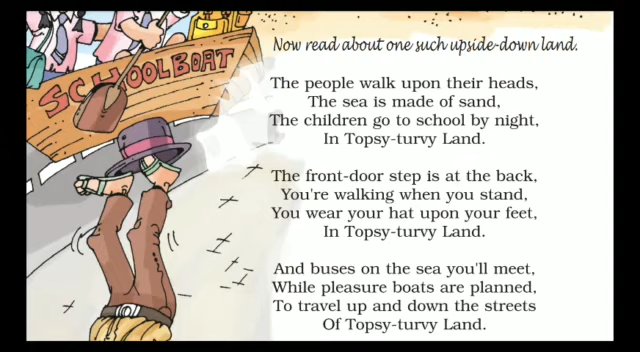 SCHOOL BOAT
Now read about one such upside-down land.
The people walk upon their heads,
The sea is made of sand,
The children go to school by night,
In Topsy-turvy Land.
The front-door step is at the back,
You're walking when you stand,
You wear your hat upon your feet,
In Topsy-turvy Land.
And buses on the sea you'll meet,
While pleasure boats are planned,
To travel up and down the streets
Of Topsy-turvy Land.